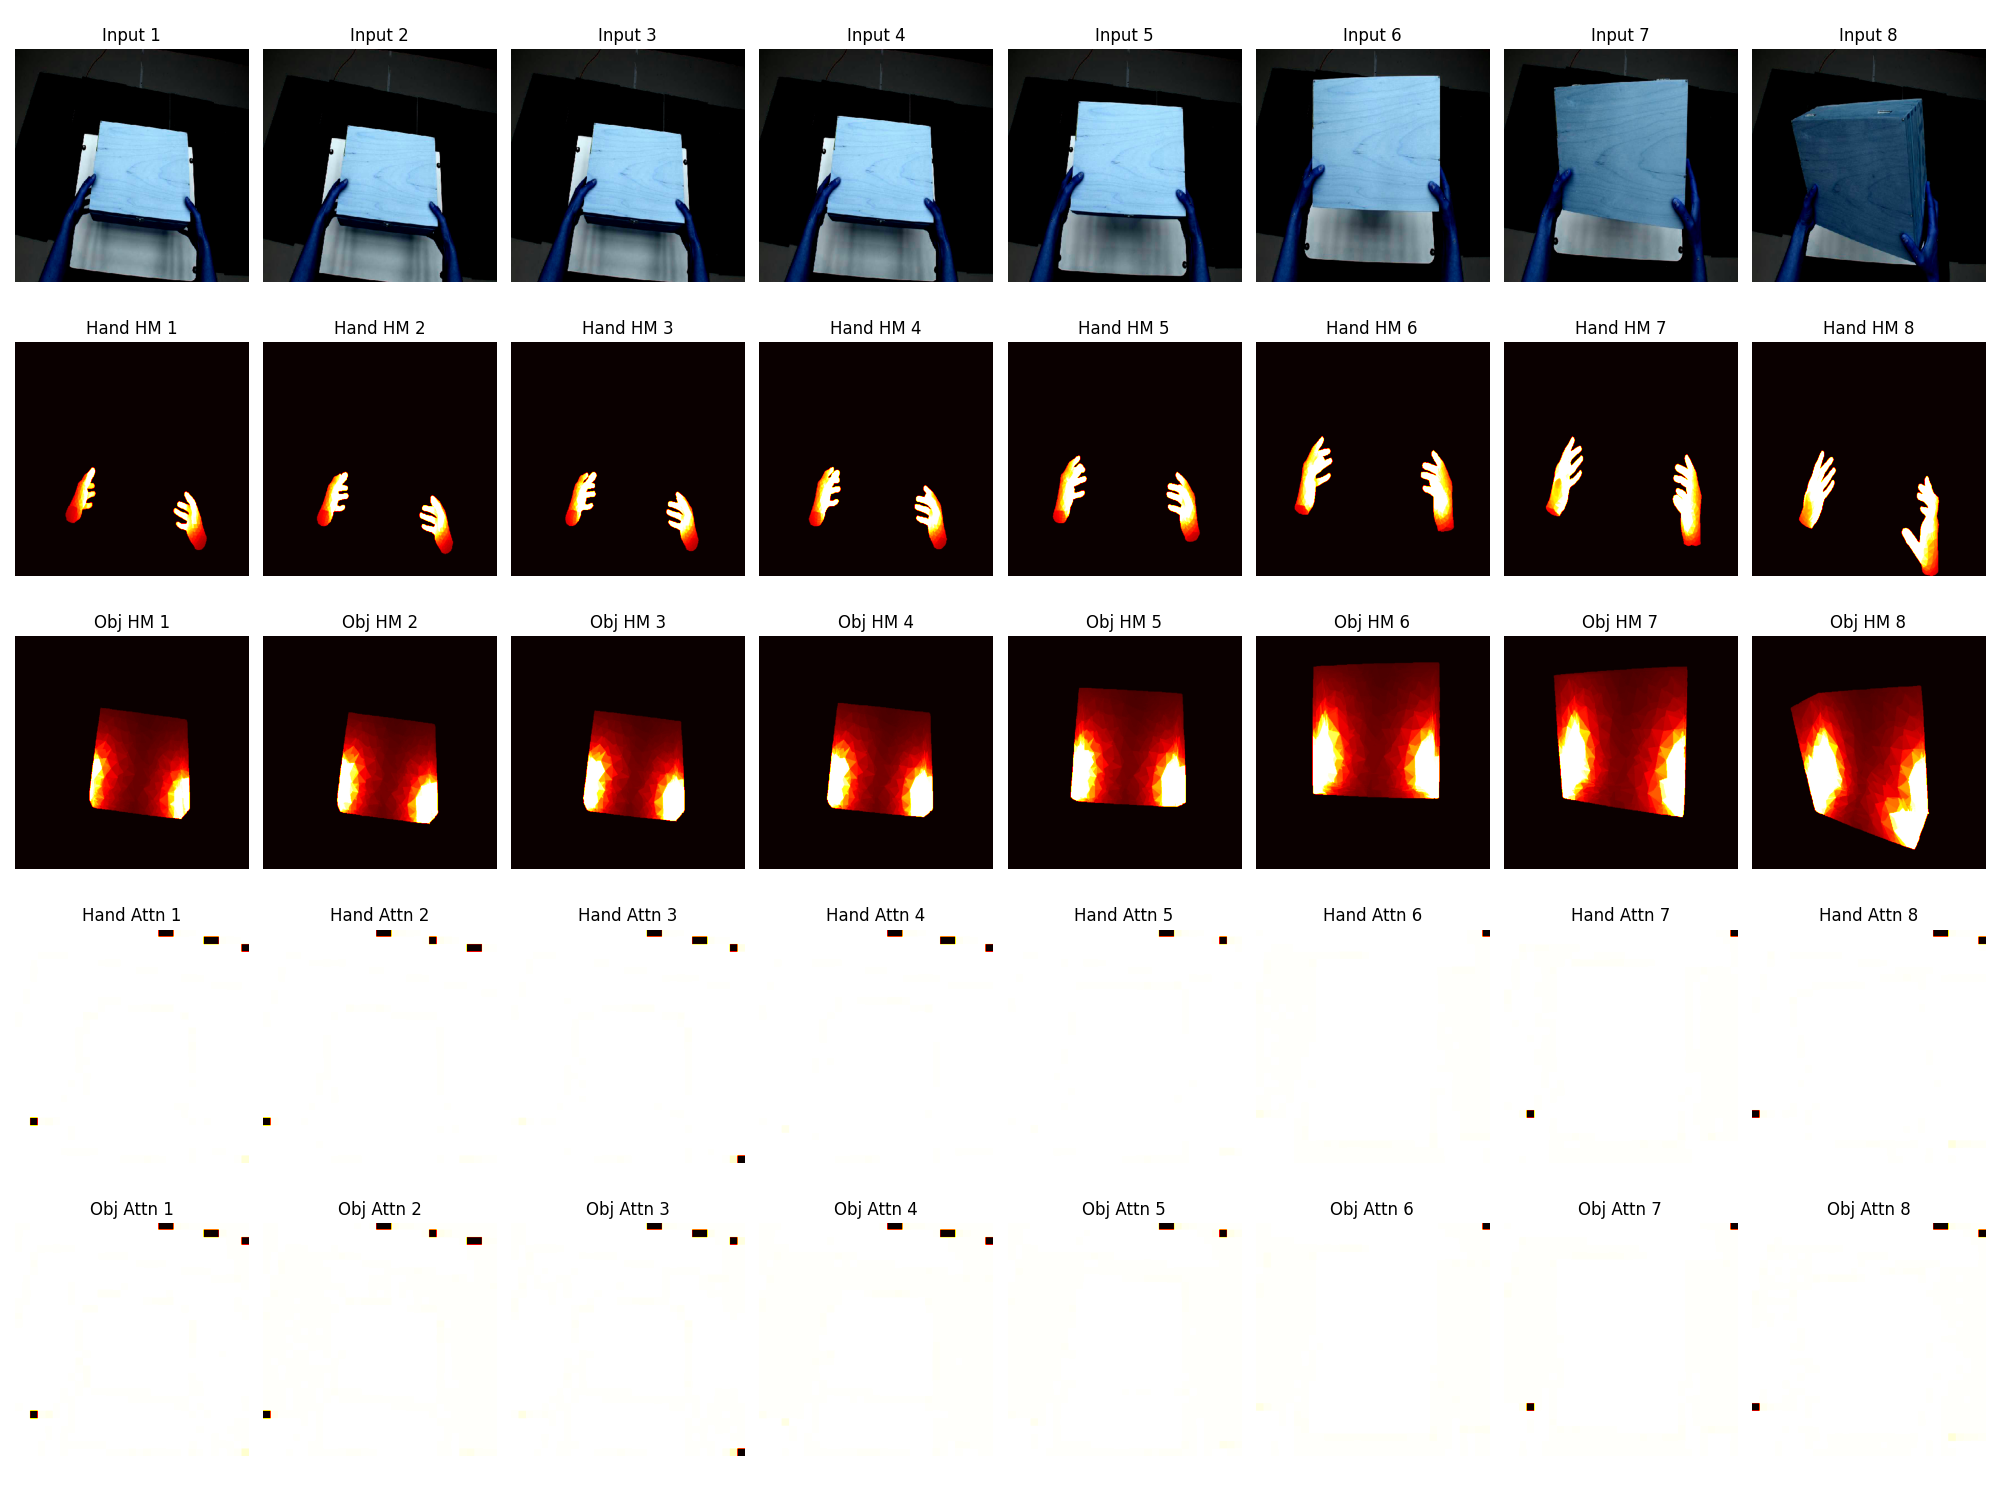 Input 1 Input 2 Input 3 Input 4 Input 5 Input 6 Input 7 Input 8
Hand HM 1 Hand HM 2 Hand HM 3 Hand HM 4 Hand HM 5 Hand HM 6 Hand HM 7 Hand HM 8
Obj HM 1 Obj HM 2 Obj HM 3 Obj HM 4 Obj HM 5 Obj HM 6 Obj HM 7 Obj HM 8
Hand Attn 1 Hand Attn 2 Hand Attn 3 Hand Attn 4 Hand Attn 5 Hand Attn 6 Hand Attn 7 Hand Attn 8
Obj Attn 1 Obj Attn 2 Obj Attn 3 Obj Attn 4 Obj Attn 5 Obj Attn 6 Obj Attn 7 Obj Attn 8